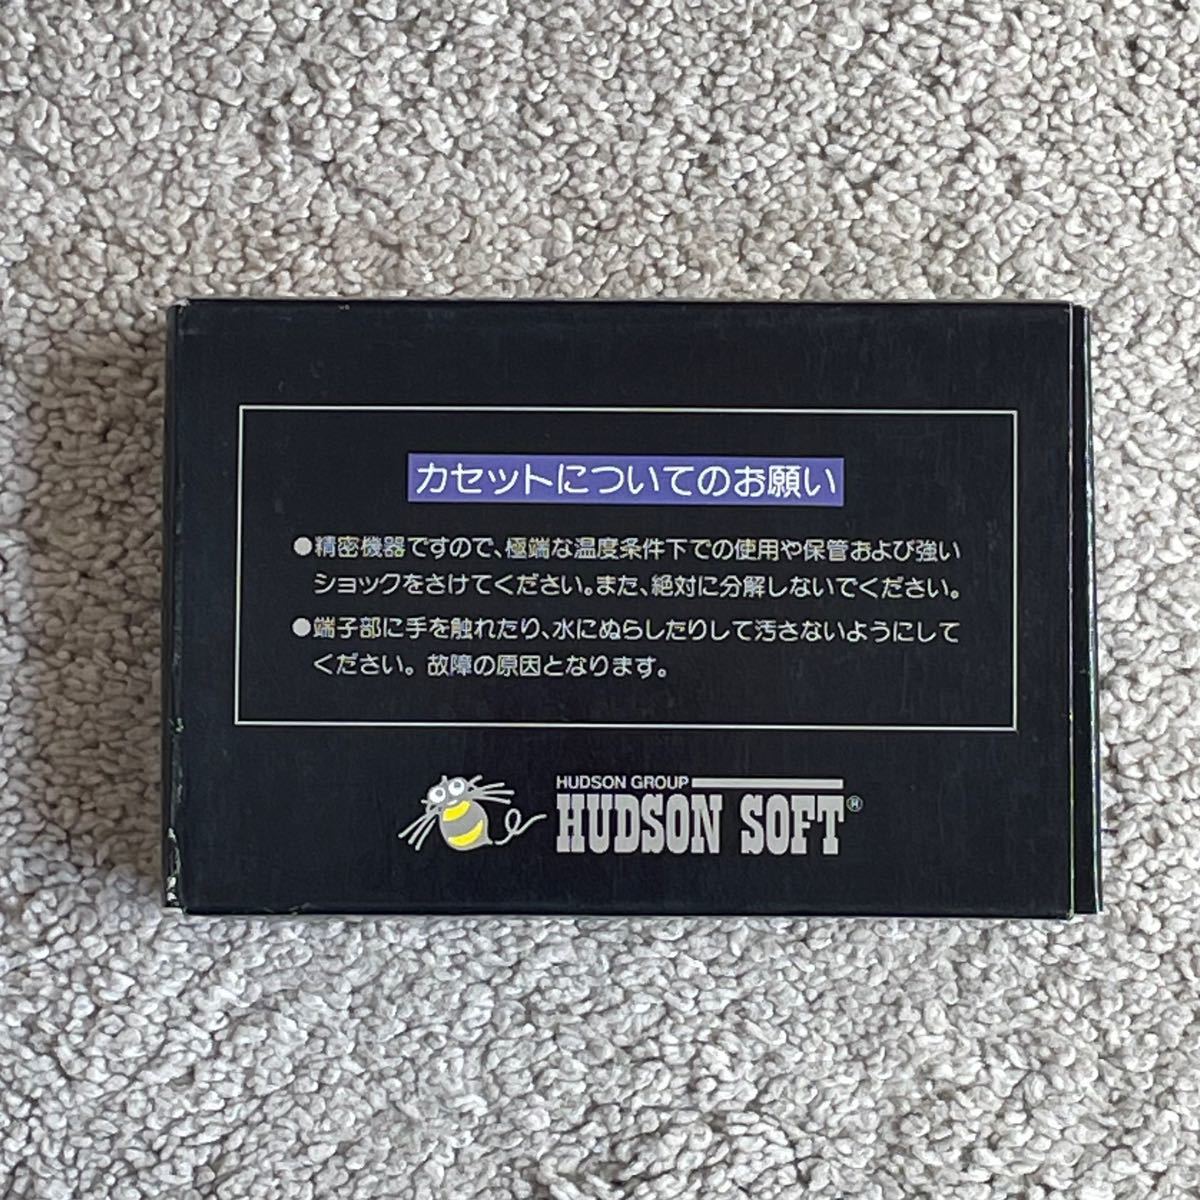 カセットについてのお願い
●精密機器ですので、極端な温度条件下での使用や保管および強い
ショックをさけてください。また、絶対に分解しないでください。
●端子部に手を触れたり、水にぬらしたりして汚さないようにして
ください。故障の原因となります。
HUDSON GROUP
HUDSON SOFT